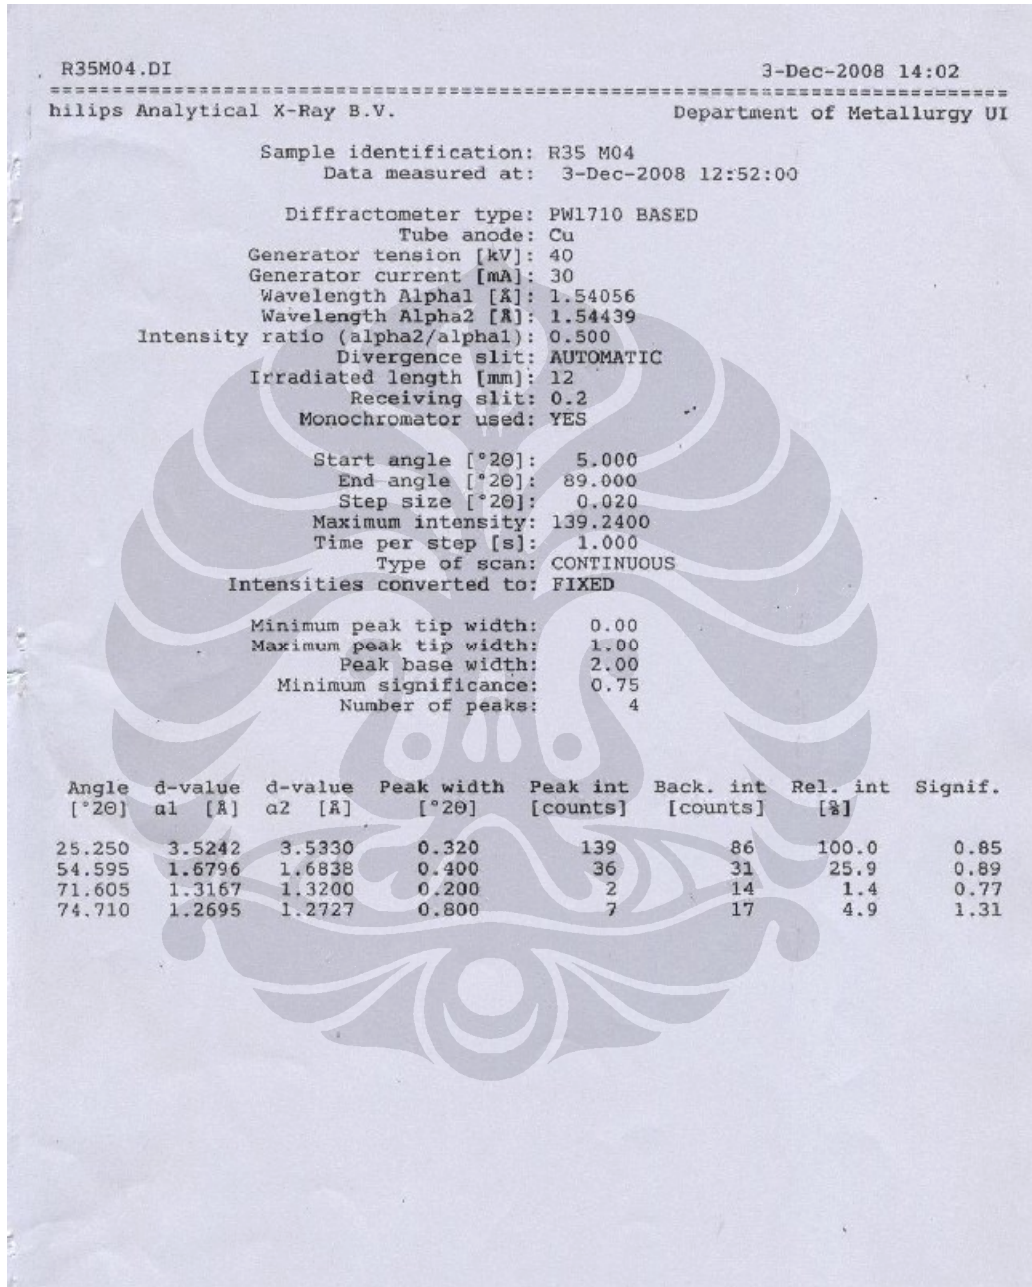 R35M04.DI 3-Dec-2008 14:02
================================================================================
hilips Analytical X-Ray B.V. Department of Metallurgy UI
Sample identification: R35 M04
Data measured at: 3-Dec-2008 12:52:00
Diffractometer type: PW1710 BASED
Tube anode: Cu
Generator tension [kV]: 40
Generator current [mA]: 30
Wavelength Alpha1 [Å]: 1.54056
Wavelength Alpha2 [Å]: 1.54439
Intensity ratio (alpha2/alpha1): 0.500
Divergence slit: AUTOMATIC
Irradiated length [mm]: 12
Receiving slit: 0.2
Monochromator used: YES
Start angle [°2Θ]: 5.000
End angle [°2Θ]: 89.000
Step size [°2Θ]: 0.020
Maximum intensity: 139.2400
Time per step [s]: 1.000
Type of scan: CONTINUOUS
Intensities converted to: FIXED
Minimum peak tip width: 0.00
Maximum peak tip width: 1.00
Peak base width: 2.00
Minimum significance: 0.75
Number of peaks: 4
Angle d-value d-value Peak width Peak int Back. int Rel. int Signif.
[°2Θ] α1 [Å] α2 [Å] [°2Θ] [counts] [counts] [%]
25.250 3.5242 3.5330 0.320 139 86 100.0 0.85
54.595 1.6796 1.6838 0.400 36 31 25.9 0.89
71.605 1.3167 1.3200 0.200 2 14 1.4 0.77
74.710 1.2695 1.2727 0.800 7 17 4.9 1.31